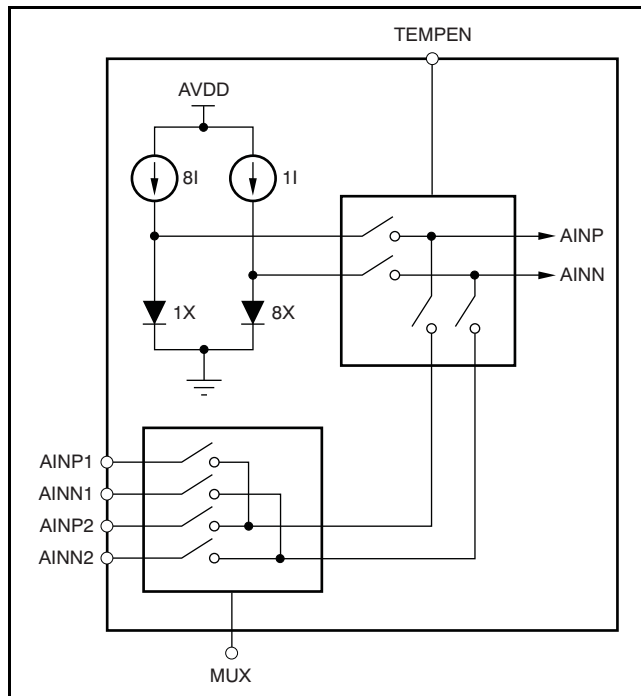 TEMPEN
AVDD
8I
1I
AINP
AINN
1X
8X
AINP1
AINN1
AINP2
AINN2
MUX